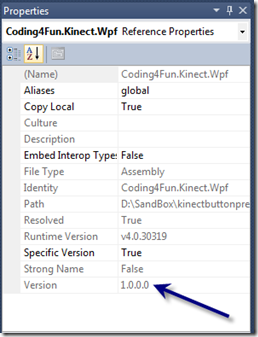 Properties
Coding4Fun.Kinect.Wpf Reference Properties
(Name) Coding4Fun.Kinect.Wpf
Aliases global
Copy Local True
Culture
Description
Embed Interop Types False
File Type Assembly
Identity Coding4Fun.Kinect.Wpf
Path D:\SandBox\kinectbuttonpre
Resolved True
Runtime Version v4.0.30319
Specific Version True
Strong Name False
Version 1.0.0.0